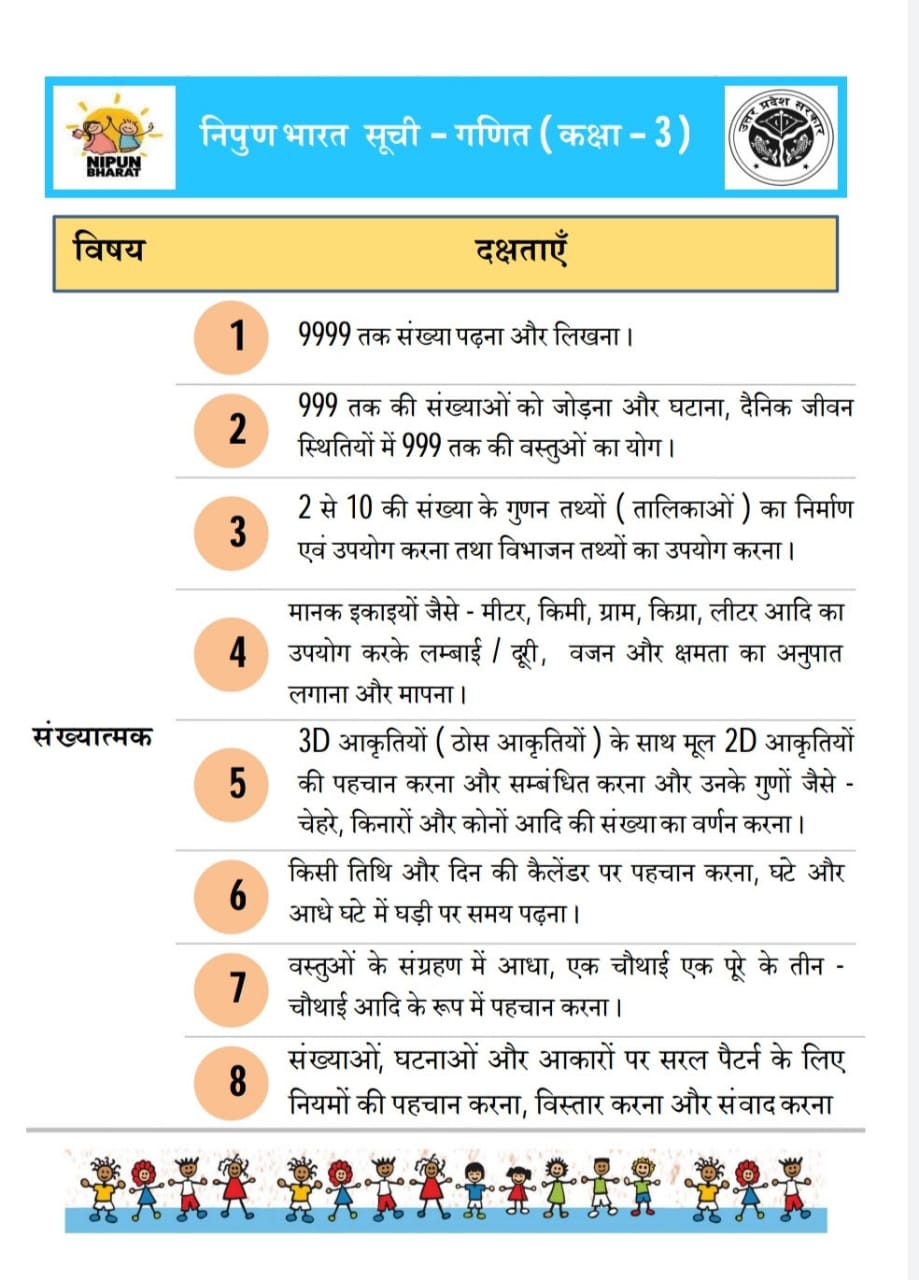 NIPUN
BHARAT
निपुण भारत सूची – गणित ( कक्षा – 3 )
उत्तर प्रदेश सरकार
विषय
दक्षताएँ
1
9999 तक संख्या पढ़ना और लिखना।
2
999 तक की संख्याओं को जोड़ना और घटाना, दैनिक जीवन
स्थितियों में 999 तक की वस्तुओं का योग।
3
2 से 10 की संख्या के गुणन तथ्यों ( तालिकाओं ) का निर्माण
एवं उपयोग करना तथा विभाजन तथ्यों का उपयोग करना।
4
मानक इकाइयों जैसे - मीटर, किमी, ग्राम, किग्रा, लीटर आदि का
उपयोग करके लम्बाई / दूरी, वजन और क्षमता का अनुपात
लगाना और मापना।
संख्यात्मक
5
3D आकृतियों ( ठोस आकृतियों ) के साथ मूल 2D आकृतियों
की पहचान करना और सम्बंधित करना और उनके गुणों जैसे -
चेहरे, किनारों और कोनों आदि की संख्या का वर्णन करना।
6
किसी तिथि और दिन की कैलेंडर पर पहचान करना, घटे और
आधे घटे में घड़ी पर समय पढ़ना।
7
वस्तुओं के संग्रहण में आधा, एक चौथाई एक पूरे के तीन -
चौथाई आदि के रूप में पहचान करना।
8
संख्याओं, घटनाओं और आकारों पर सरल पैटर्न के लिए
नियमों की पहचान करना, विस्तार करना और संवाद करना